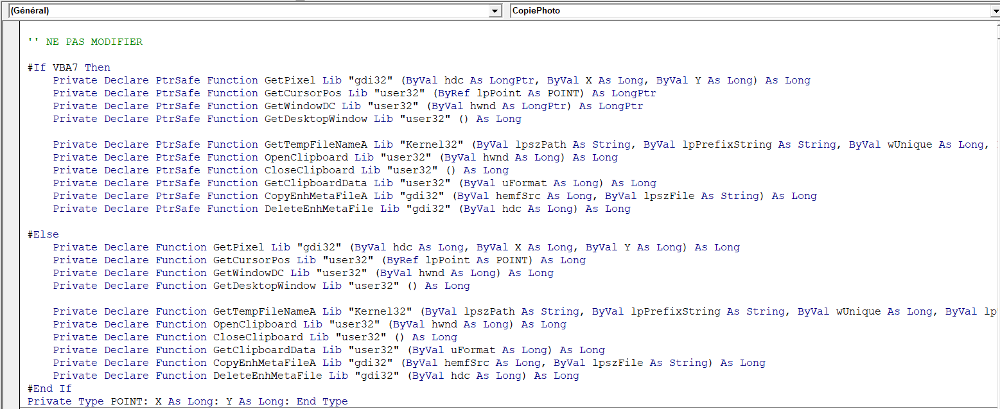 (Général) CopiePhoto
'' NE PAS MODIFIER
#If VBA7 Then
Private Declare PtrSafe Function GetPixel Lib "gdi32" (ByVal hdc As LongPtr, ByVal X As Long, ByVal Y As Long) As Long
Private Declare PtrSafe Function GetCursorPos Lib "user32" (ByRef lpPoint As POINT) As LongPtr
Private Declare PtrSafe Function GetWindowDC Lib "user32" (ByVal hwnd As LongPtr) As LongPtr
Private Declare PtrSafe Function GetDesktopWindow Lib "user32" () As Long
Private Declare PtrSafe Function GetTempFileNameA Lib "Kernel32" (ByVal lpszPath As String, ByVal lpPrefixString As String, ByVal wUnique As Long,
Private Declare PtrSafe Function OpenClipboard Lib "user32" (ByVal hwnd As Long) As Long
Private Declare PtrSafe Function CloseClipboard Lib "user32" () As Long
Private Declare PtrSafe Function GetClipboardData Lib "user32" (ByVal uFormat As Long) As Long
Private Declare PtrSafe Function CopyEnhMetaFileA Lib "gdi32" (ByVal hemfSrc As Long, ByVal lpszFile As String) As Long
Private Declare PtrSafe Function DeleteEnhMetaFile Lib "gdi32" (ByVal hdc As Long) As Long
#Else
Private Declare Function GetPixel Lib "gdi32" (ByVal hdc As Long, ByVal X As Long, ByVal Y As Long) As Long
Private Declare Function GetCursorPos Lib "user32" (ByRef lpPoint As POINT) As Long
Private Declare Function GetWindowDC Lib "user32" (ByVal hwnd As Long) As Long
Private Declare Function GetDesktopWindow Lib "user32" () As Long
Private Declare Function GetTempFileNameA Lib "Kernel32" (ByVal lpszPath As String, ByVal lpPrefixString As String, ByVal wUnique As Long, ByVal lp
Private Declare Function OpenClipboard Lib "user32" (ByVal hwnd As Long) As Long
Private Declare Function CloseClipboard Lib "user32" () As Long
Private Declare Function GetClipboardData Lib "user32" (ByVal uFormat As Long) As Long
Private Declare Function CopyEnhMetaFileA Lib "gdi32" (ByVal hemfSrc As Long, ByVal lpszFile As String) As Long
Private Declare Function DeleteEnhMetaFile Lib "gdi32" (ByVal hdc As Long) As Long
#End If
Private Type POINT: X As Long: Y As Long: End Type